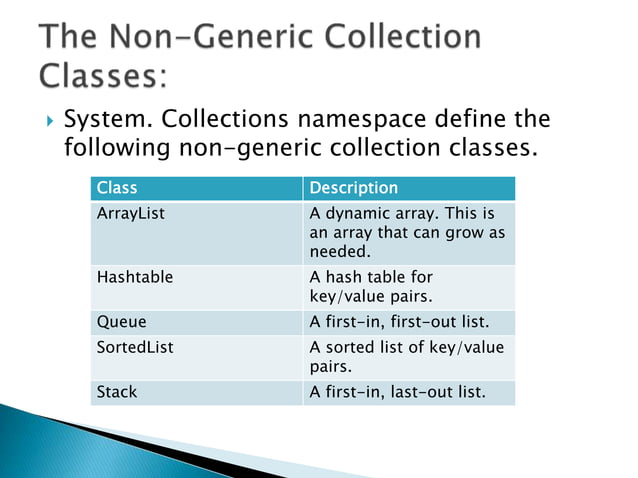 The Non-Generic Collection
Classes:
System. Collections namespace define the
following non-generic collection classes.
Class Description
ArrayList A dynamic array. This is
an array that can grow as
needed.
Hashtable A hash table for
key/value pairs.
Queue A first-in, first-out list.
SortedList A sorted list of key/value
pairs.
Stack A first-in, last-out list.